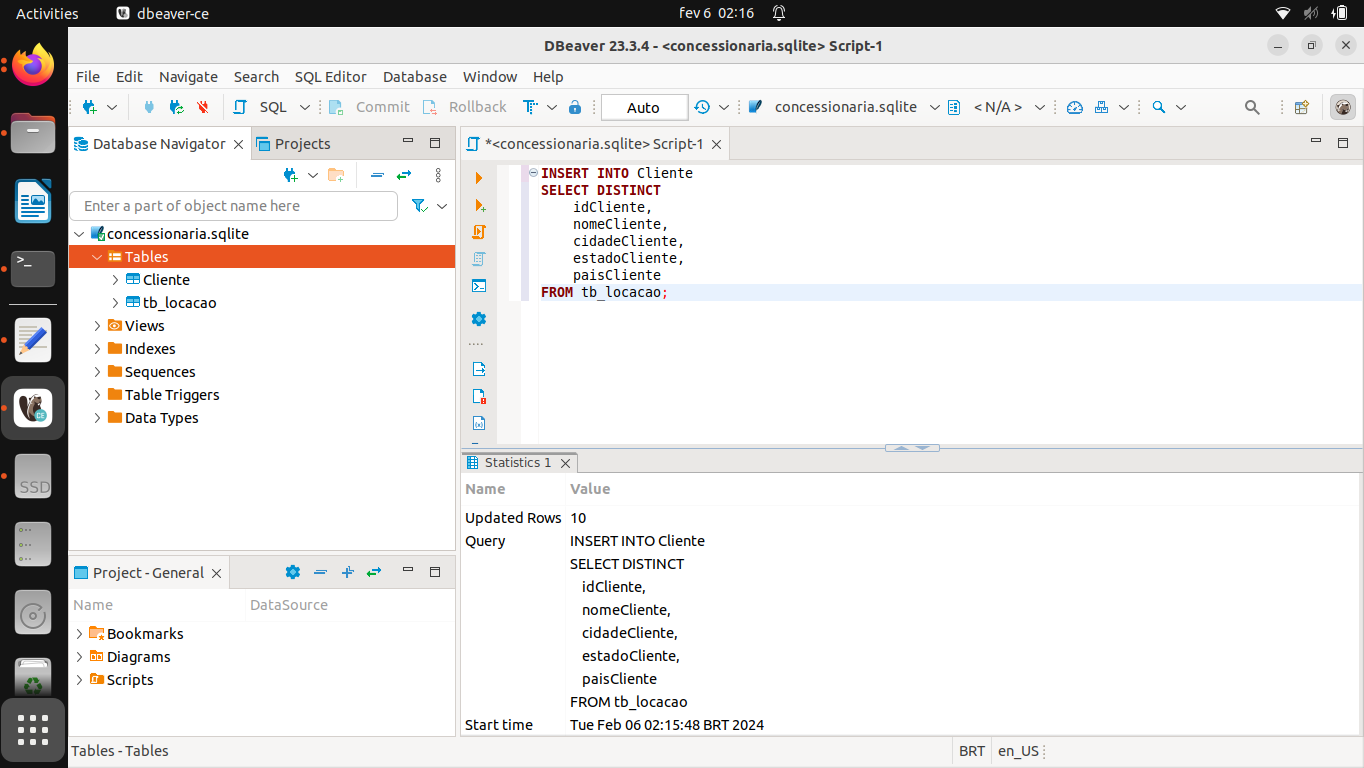 Activities
dbeaver-ce
fev 6 02:16
DBeaver 23.3.4 - <concessionaria.sqlite> Script-1
File Edit Navigate Search SQL Editor Database Window Help
SQL Commit Rollback Auto concessionaria.sqlite < N/A >
Database Navigator Projects
Enter a part of object name here
concessionaria.sqlite
Tables
Cliente
tb_locacao
Views
Indexes
Sequences
Table Triggers
Data Types
Project - General
Name DataSource
Bookmarks
Diagrams
Scripts
*<concessionaria.sqlite> Script-1
INSERT INTO Cliente
SELECT DISTINCT
idCliente,
nomeCliente,
cidadeCliente,
estadoCliente,
paisCliente
FROM tb_locacao;
Statistics 1
Name Value
Updated Rows 10
Query INSERT INTO Cliente
SELECT DISTINCT
idCliente,
nomeCliente,
cidadeCliente,
estadoCliente,
paisCliente
FROM tb_locacao
Start time Tue Feb 06 02:15:48 BRT 2024
SSD
Tables - Tables
BRT en_US